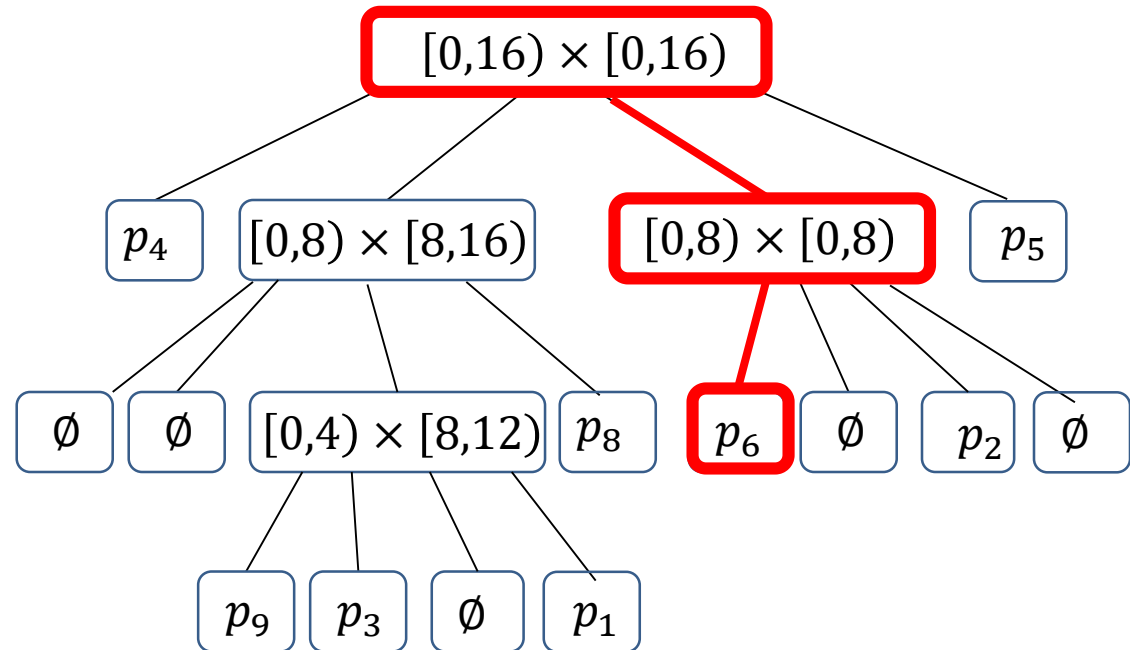 [0,16) × [0,16)
p₄ [0,8) × [8,16) [0,8) × [0,8) p₅
∅ ∅ [0,4) × [8,12) p₈ p₆ ∅ p₂ ∅
p₉ p₃ ∅ p₁